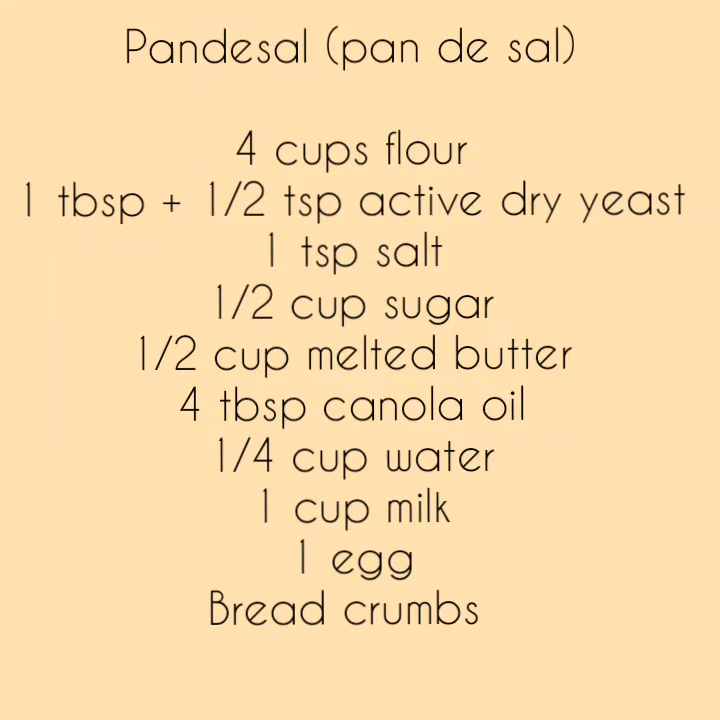 Pandesal (pan de sal)
4 cups flour
1 tbsp + 1/2 tsp active dry yeast
1 tsp salt
1/2 cup sugar
1/2 cup melted butter
4 tbsp canola oil
1/4 cup water
1 cup milk
1 egg
Bread crumbs